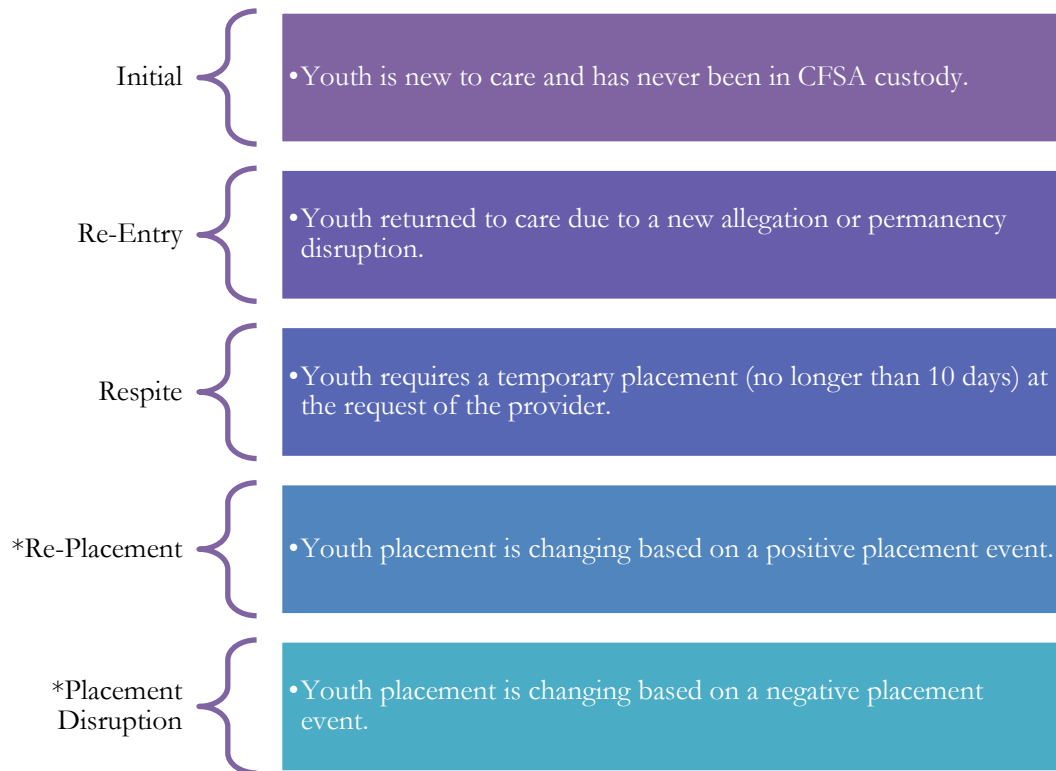 Initial
•Youth is new to care and has never been in CFSA custody.
Re-Entry
•Youth returned to care due to a new allegation or permanency
disruption.
Respite
•Youth requires a temporary placement (no longer than 10 days) at
the request of the provider.
*Re-Placement
•Youth placement is changing based on a positive placement event.
*Placement
Disruption
•Youth placement is changing based on a negative placement
event.